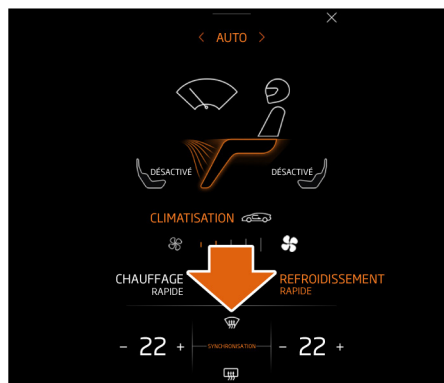 AUTO
DÉSACTIVÉ DÉSACTIVÉ
CLIMATISATION
CHAUFFAGE REFROIDISSEMENT
RAPIDE RAPIDE
- 22 + SYNCHRONISATION - 22 +